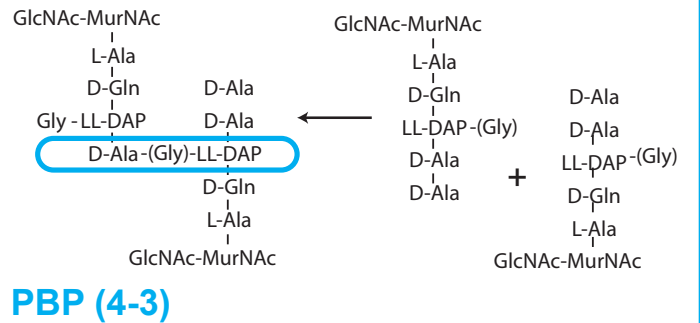 GlcNAc-MurNAc
L-Ala
D-Gln
D-Ala
Gly - LL-DAP
D-Ala
D-Ala-(Gly)-LL-DAP
D-Gln
L-Ala
GlcNAc-MurNAc
GlcNAc-MurNAc
L-Ala
D-Gln
LL-DAP-(Gly)
D-Ala
D-Ala
+
D-Ala
D-Ala
LL-DAP-(Gly)
D-Gln
L-Ala
GlcNAc-MurNAc
PBP (4-3)